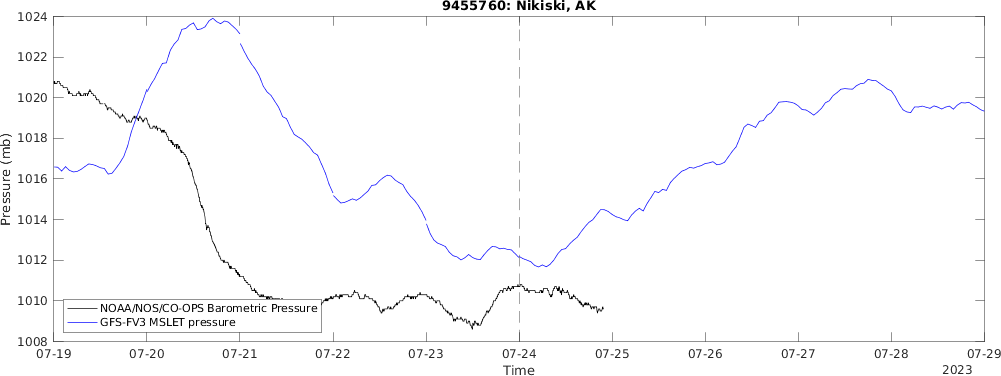 9455760: Nikiski, AK
Pressure (mb)
1024
1022
1020
1018
1016
1014
1012
1010
1008
NOAA/NOS/CO-OPS Barometric Pressure
GFS-FV3 MSLET pressure
07-19 07-20 07-21 07-22 07-23 07-24 07-25 07-26 07-27 07-28 07-29
Time
2023